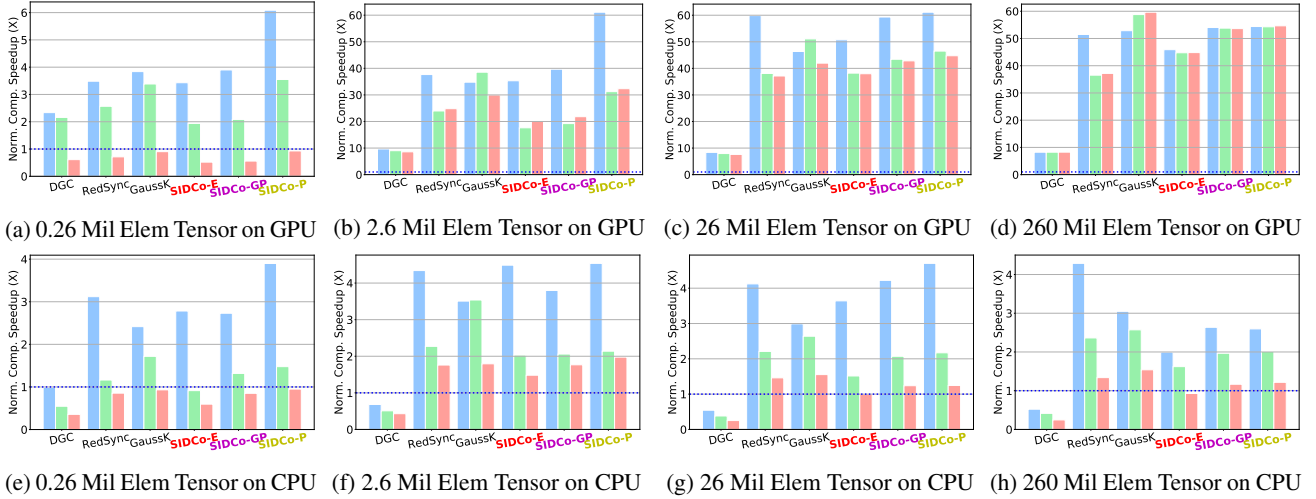 Norm. Comp. Speedup (X)
6
5
4
3
2
1
0
DGC
RedSync
GaussK
SIDCo-E
SIDCo-GP
SIDCo-P
(a) 0.26 Mil Elem Tensor on GPU
Norm. Comp. Speedup (X)
60
50
40
30
20
10
0
DGC
RedSync
GaussK
SIDCo-E
SIDCo-GP
SIDCo-P
(b) 2.6 Mil Elem Tensor on GPU
Norm. Comp. Speedup (X)
60
50
40
30
20
10
0
DGC
RedSync
GaussK
SIDCo-E
SIDCo-GP
SIDCo-P
(c) 26 Mil Elem Tensor on GPU
Norm. Comp. Speedup (X)
60
50
40
30
20
10
0
DGC
RedSync
GaussK
SIDCo-E
SIDCo-GP
SIDCo-P
(d) 260 Mil Elem Tensor on GPU
Norm. Comp. Speedup (X)
4
3
2
1
0
DGC
RedSync
GaussK
SIDCo-E
SIDCo-GP
SIDCo-P
(e) 0.26 Mil Elem Tensor on CPU
Norm. Comp. Speedup (X)
4
3
2
1
0
DGC
RedSync
GaussK
SIDCo-E
SIDCo-GP
SIDCo-P
(f) 2.6 Mil Elem Tensor on CPU
Norm. Comp. Speedup (X)
4
3
2
1
0
DGC
RedSync
GaussK
SIDCo-E
SIDCo-GP
SIDCo-P
(g) 26 Mil Elem Tensor on CPU
Norm. Comp. Speedup (X)
4
3
2
1
0
DGC
RedSync
GaussK
SIDCo-E
SIDCo-GP
SIDCo-P
(h) 260 Mil Elem Tensor on CPU